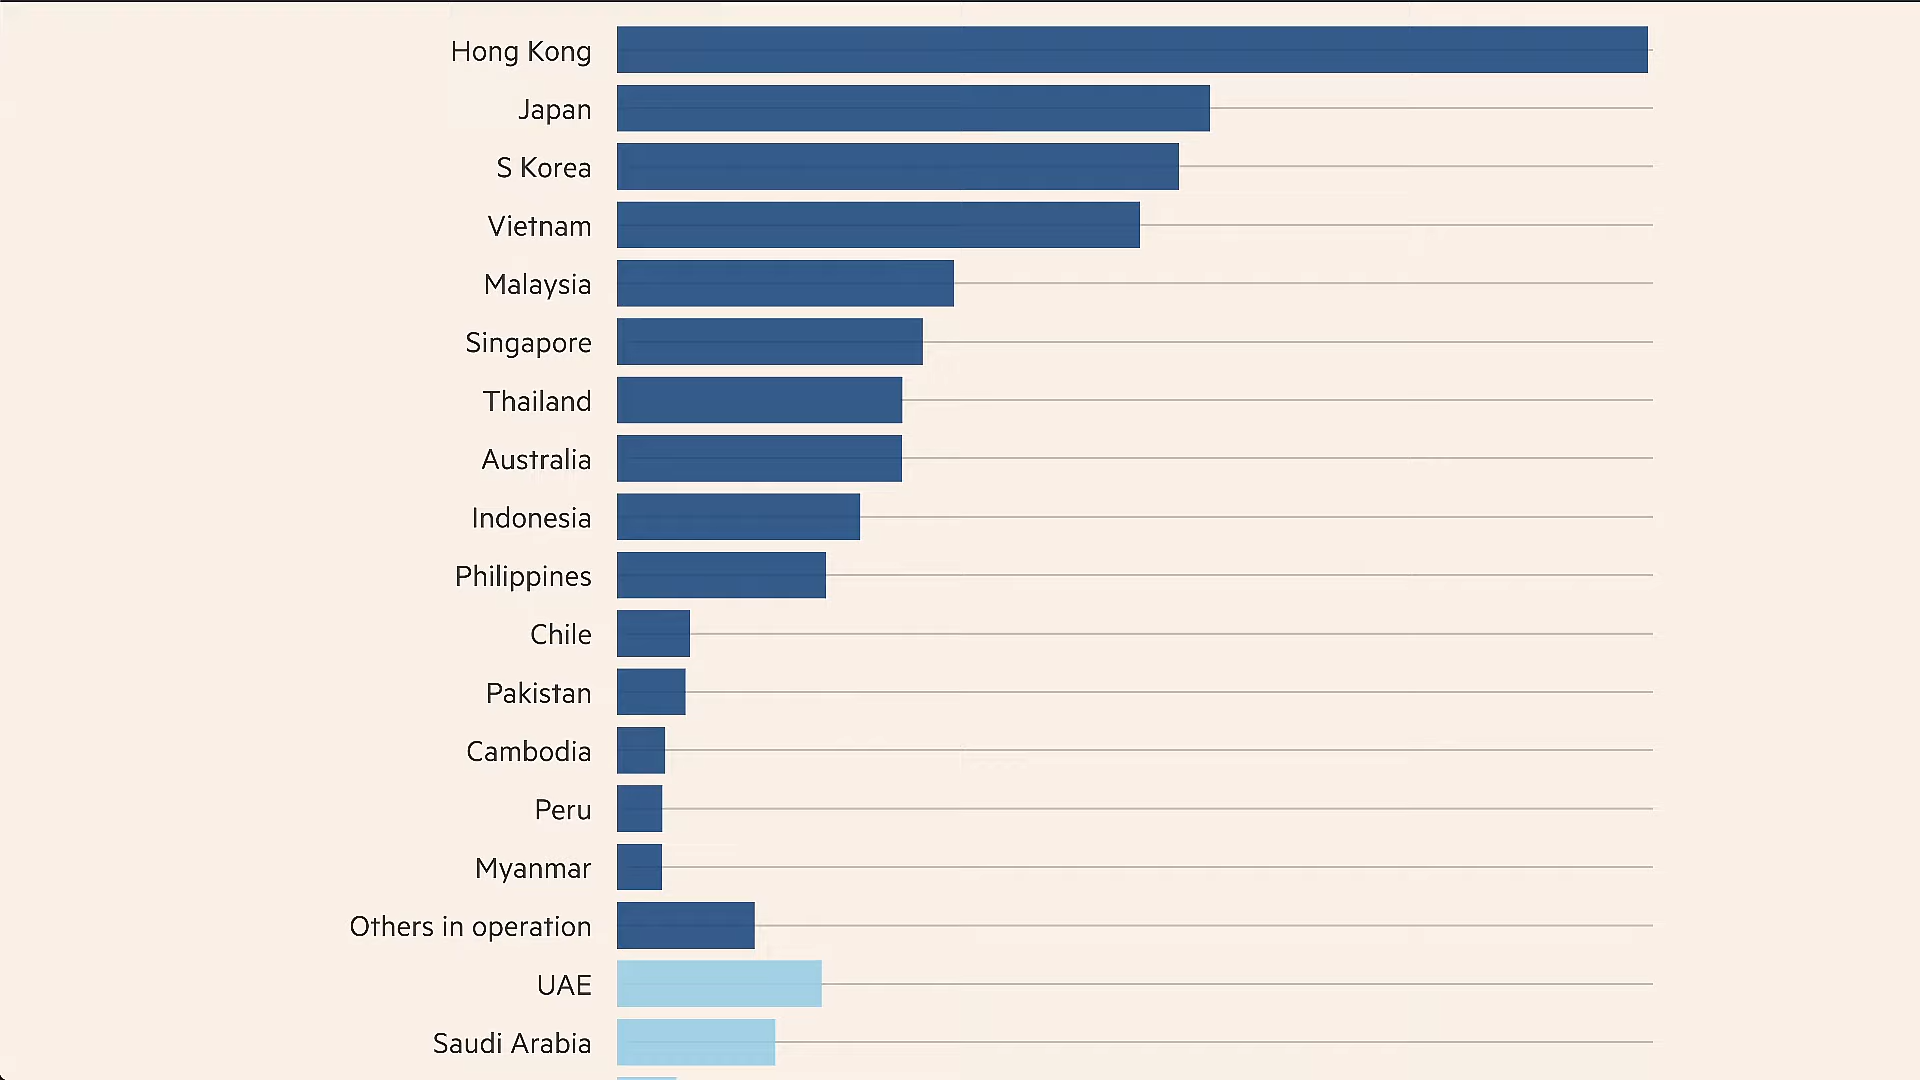 Hong Kong
Japan
S Korea
Vietnam
Malaysia
Singapore
Thailand
Australia
Indonesia
Philippines
Chile
Pakistan
Cambodia
Peru
Myanmar
Others in operation
UAE
Saudi Arabia